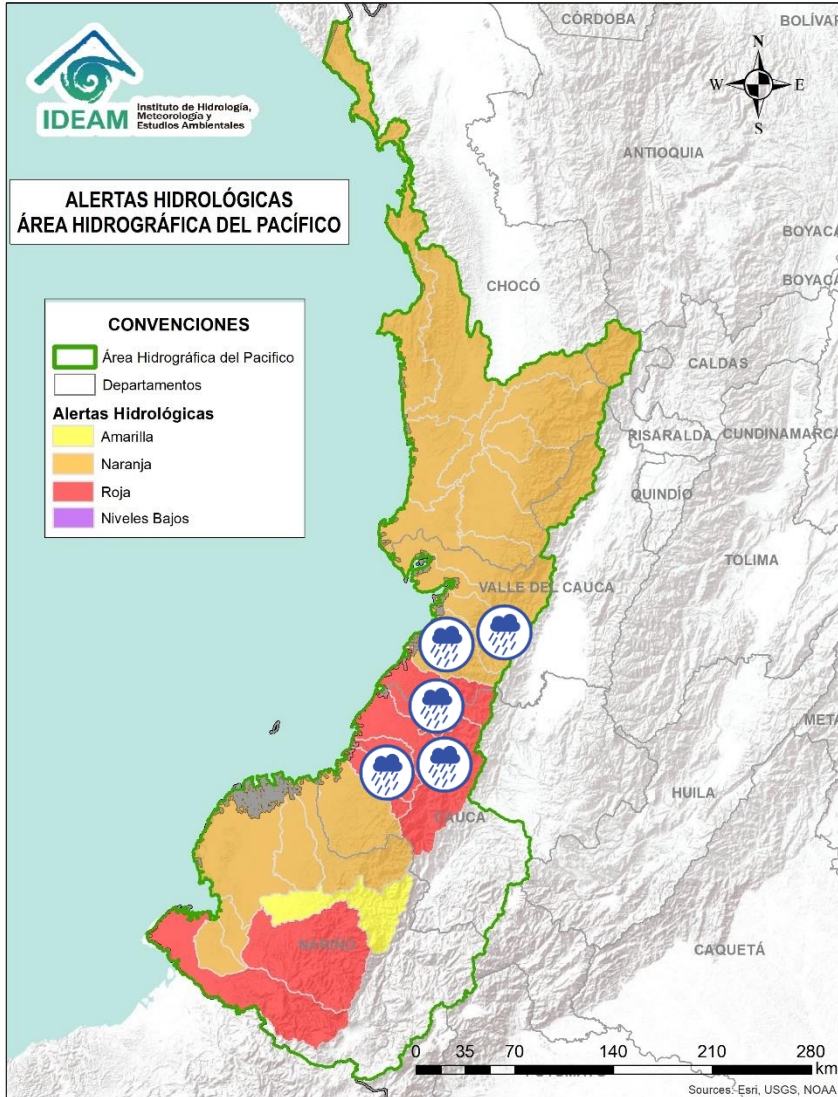 IDEAM
Instituto de Hidrología,
Meteorología y
Estudios Ambientales
ALERTAS HIDROLÓGICAS
ÁREA HIDROGRÁFICA DEL PACÍFICO
CONVENCIONES
Área Hidrográfica del Pacifico
Departamentos
Alertas Hidrológicas
Amarilla
Naranja
Roja
Niveles Bajos
N
W
E
S
CÓRDOBA
BOLÍVAR
ANTIOQUIA
BOYACÁ
BOYACÁ
CHOCÓ
CALDAS
RISARALDA
CUNDINAMARCA
QUINDÍO
TOLIMA
VALLE DEL CAUCA
META
HUILA
CAUCA
NARIÑO
CAQUETÁ
0 35 70 140 210 280
km
Sources: Esri, USGS, NOAA